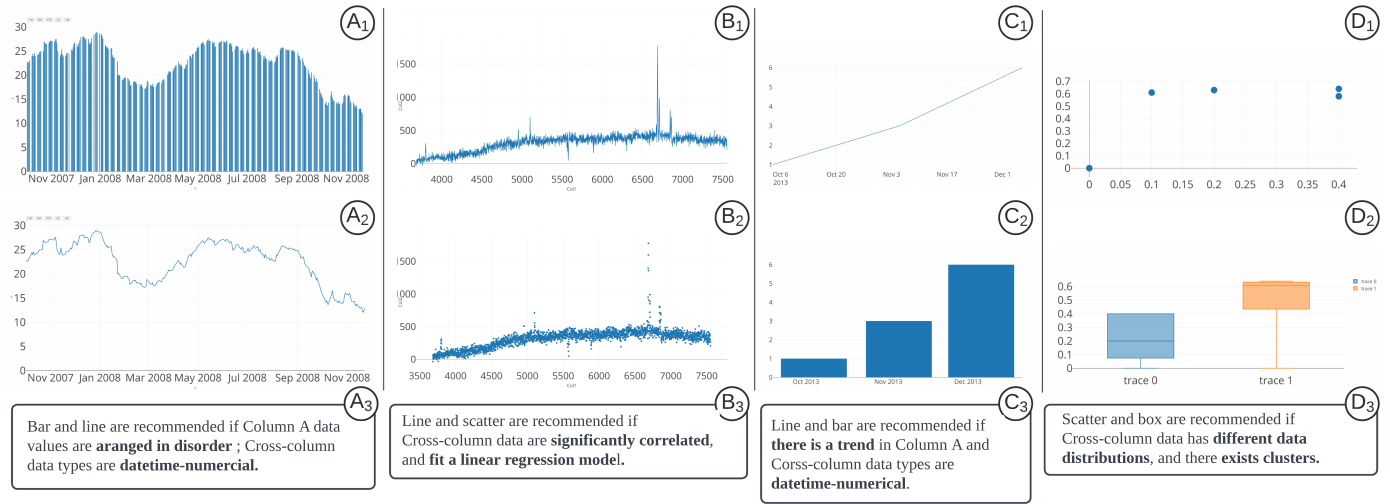 A1
30
25
20
15
10
5
0
Nov 2007 Jan 2008 Mar 2008 May 2008 Jul 2008 Sep 2008 Nov 2008
A2
30
25
20
15
10
5
0
Nov 2007 Jan 2008 Mar 2008 May 2008 Jul 2008 Sep 2008 Nov 2008
A3
Bar and line are recommended if Column A data
values are aranged in disorder ; Cross-column
data types are datetime-numercial.
B1
1500
500
0
4000 4500 5000 5500 6000 6500 7000 7500
B2
1500
500
0
3500 4000 4500 5000 5500 6000 6500 7000 7500
B3
Line and scatter are recommended if
Cross-column data are significantly correlated,
and fit a linear regression model.
C1
6
5
4
3
2
1
Oct 6 Oct 20 Nov 3 Nov 17 Dec 1
2013
C2
6
5
4
3
2
1
0
Oct 2013 Nov 2013 Dec 2013
C3
Line and bar are recommended if
there is a trend in Column A and
Corss-column data types are
datetime-numerical.
D1
0.7
0.6
0.5
0.4
0.3
0.2
0.1
0
0 0.05 0.1 0.15 0.2 0.25 0.3 0.35 0.4
D2
trace 0
trace 1
0.6
0.5
0.4
0.3
0.2
0.1
0
trace 0 trace 1
D3
Scatter and box are recommended if
Cross-column data has different data
distributions, and there exists clusters.